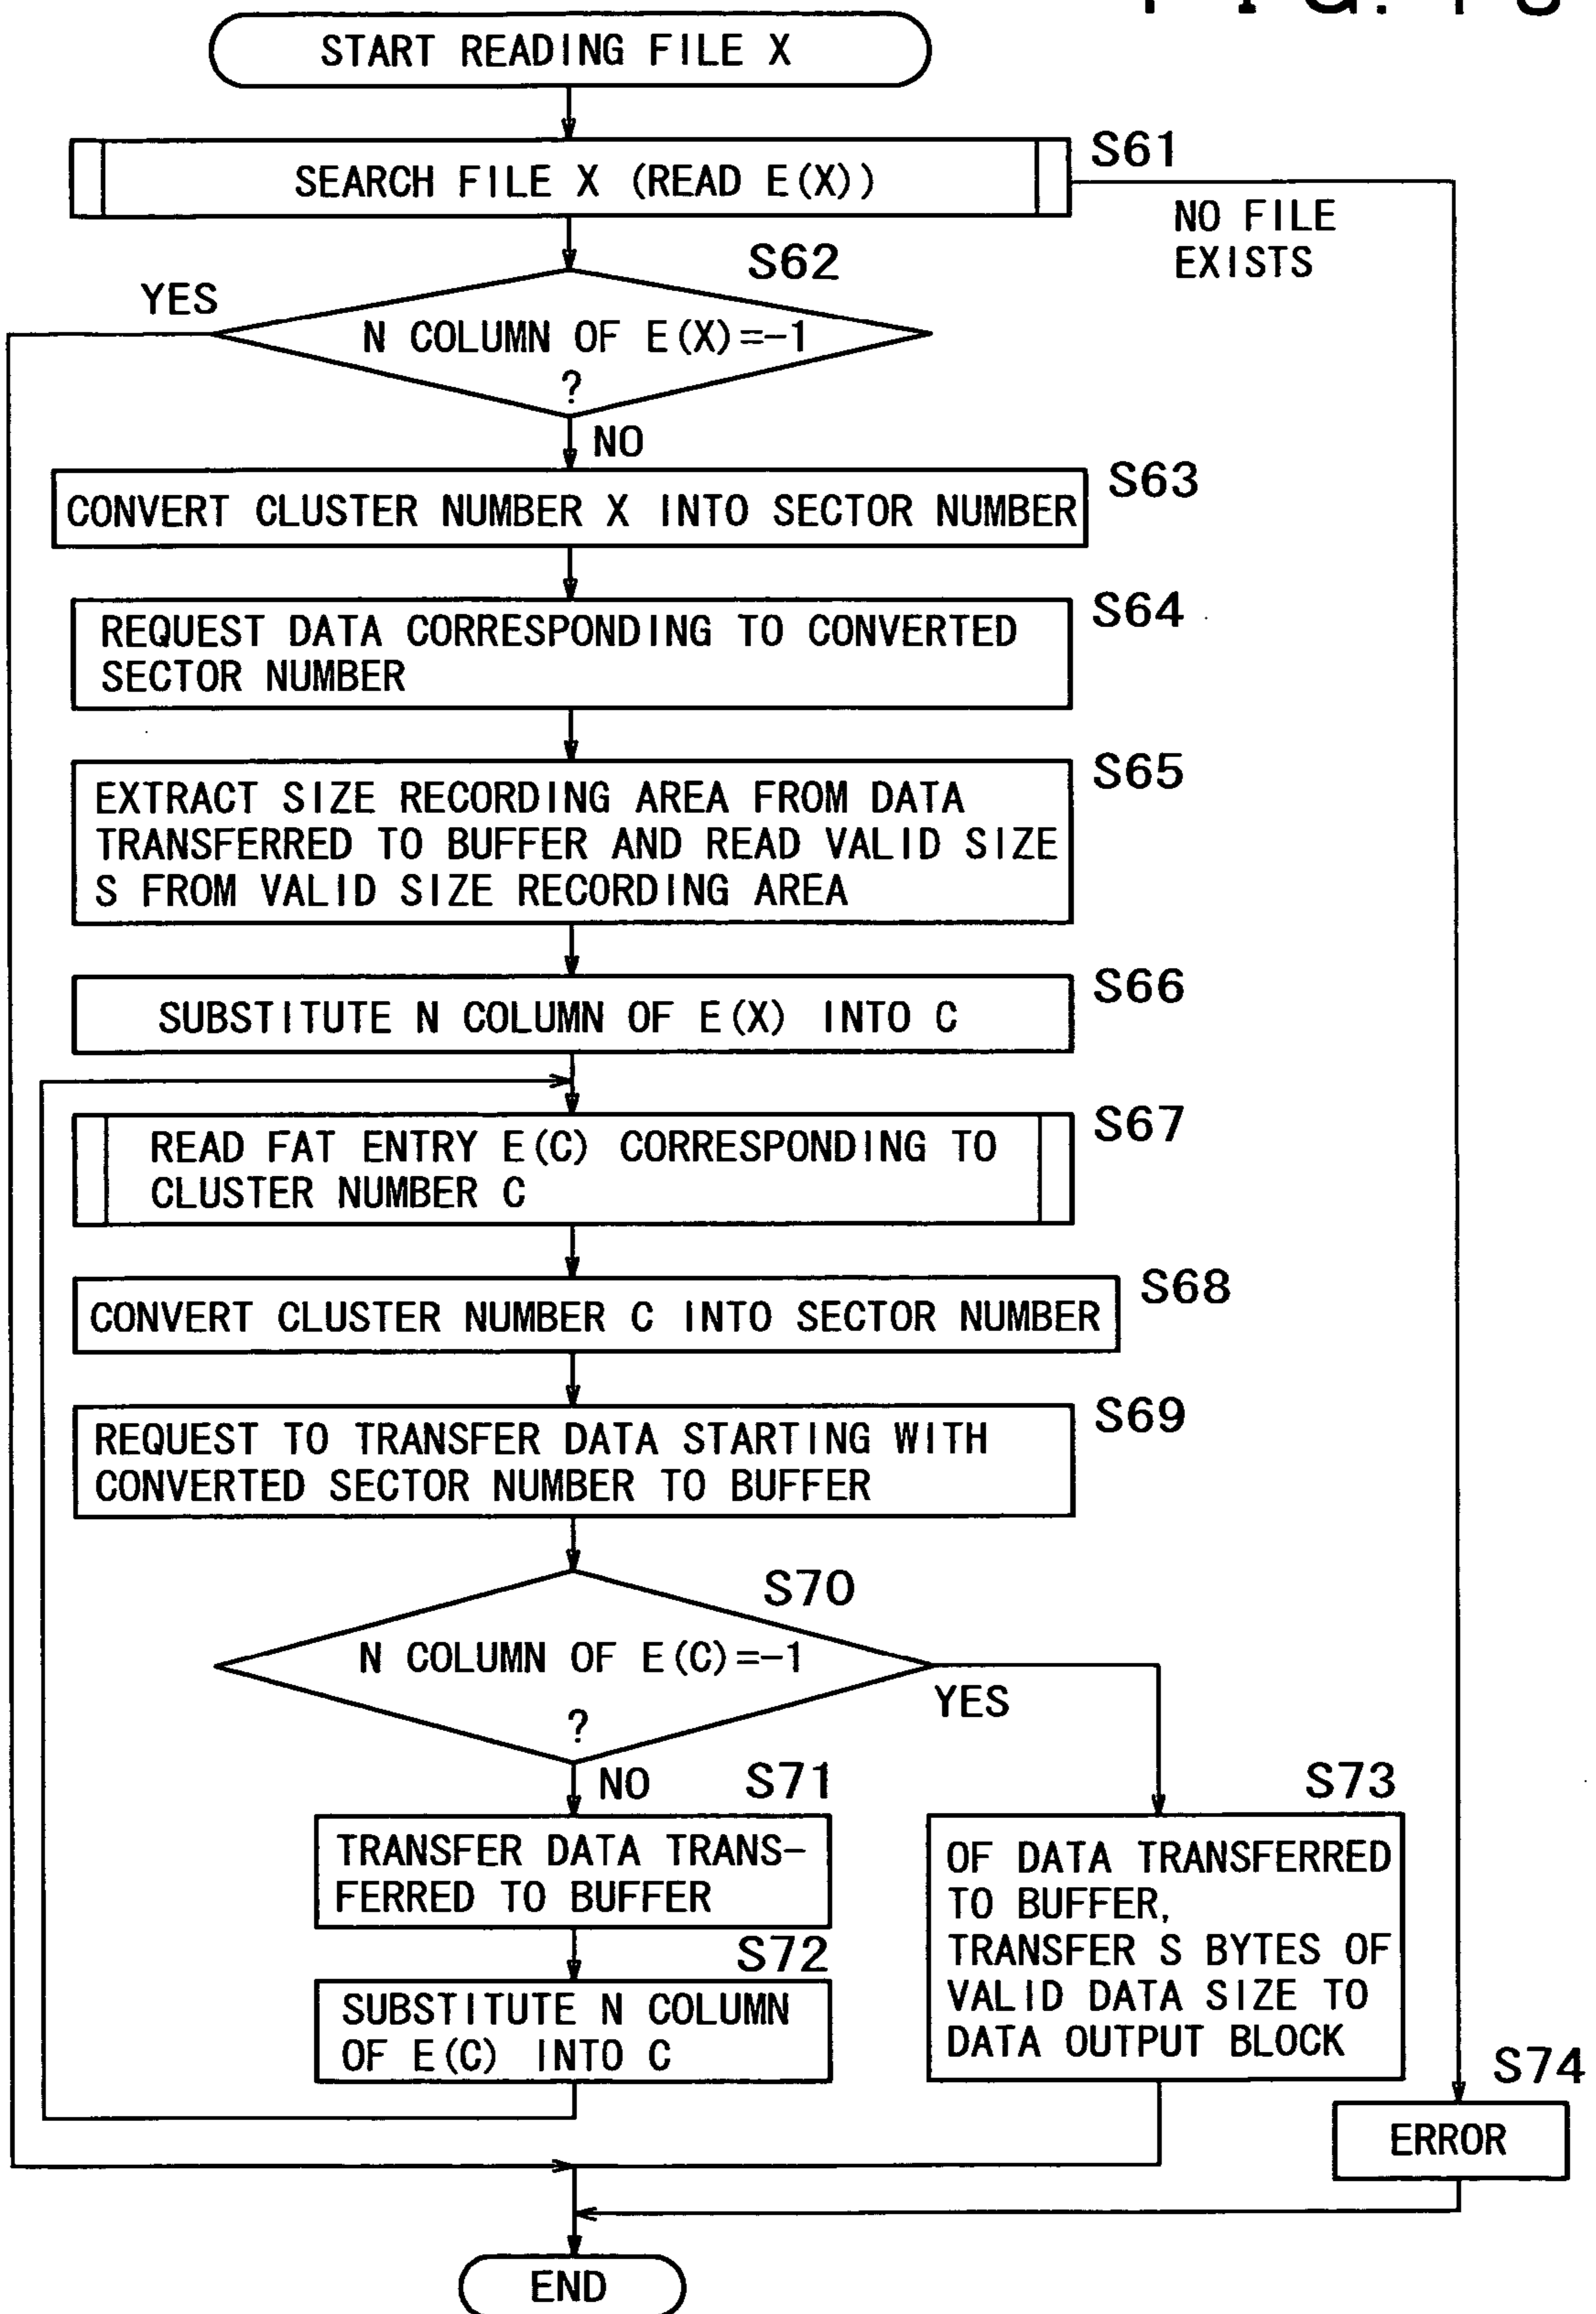 START READING FILE X
S61
SEARCH FILE X (READ E(X))
NO FILE
EXISTS
S62
YES
N COLUMN OF E(X)=-1
?
NO
S63
CONVERT CLUSTER NUMBER X INTO SECTOR NUMBER
S64
REQUEST DATA CORRESPONDING TO CONVERTED
SECTOR NUMBER
S65
EXTRACT SIZE RECORDING AREA FROM DATA
TRANSFERRED TO BUFFER AND READ VALID SIZE
S FROM VALID SIZE RECORDING AREA
S66
SUBSTITUTE N COLUMN OF E(X) INTO C
S67
READ FAT ENTRY E(C) CORRESPONDING TO
CLUSTER NUMBER C
S68
CONVERT CLUSTER NUMBER C INTO SECTOR NUMBER
S69
REQUEST TO TRANSFER DATA STARTING WITH
CONVERTED SECTOR NUMBER TO BUFFER
S70
N COLUMN OF E(C)=-1
?
YES
NO
S71
TRANSFER DATA TRANS-
FERRED TO BUFFER
S72
SUBSTITUTE N COLUMN
OF E(C) INTO C
S73
OF DATA TRANSFERRED
TO BUFFER,
TRANSFER S BYTES OF
VALID DATA SIZE TO
DATA OUTPUT BLOCK
S74
ERROR
END